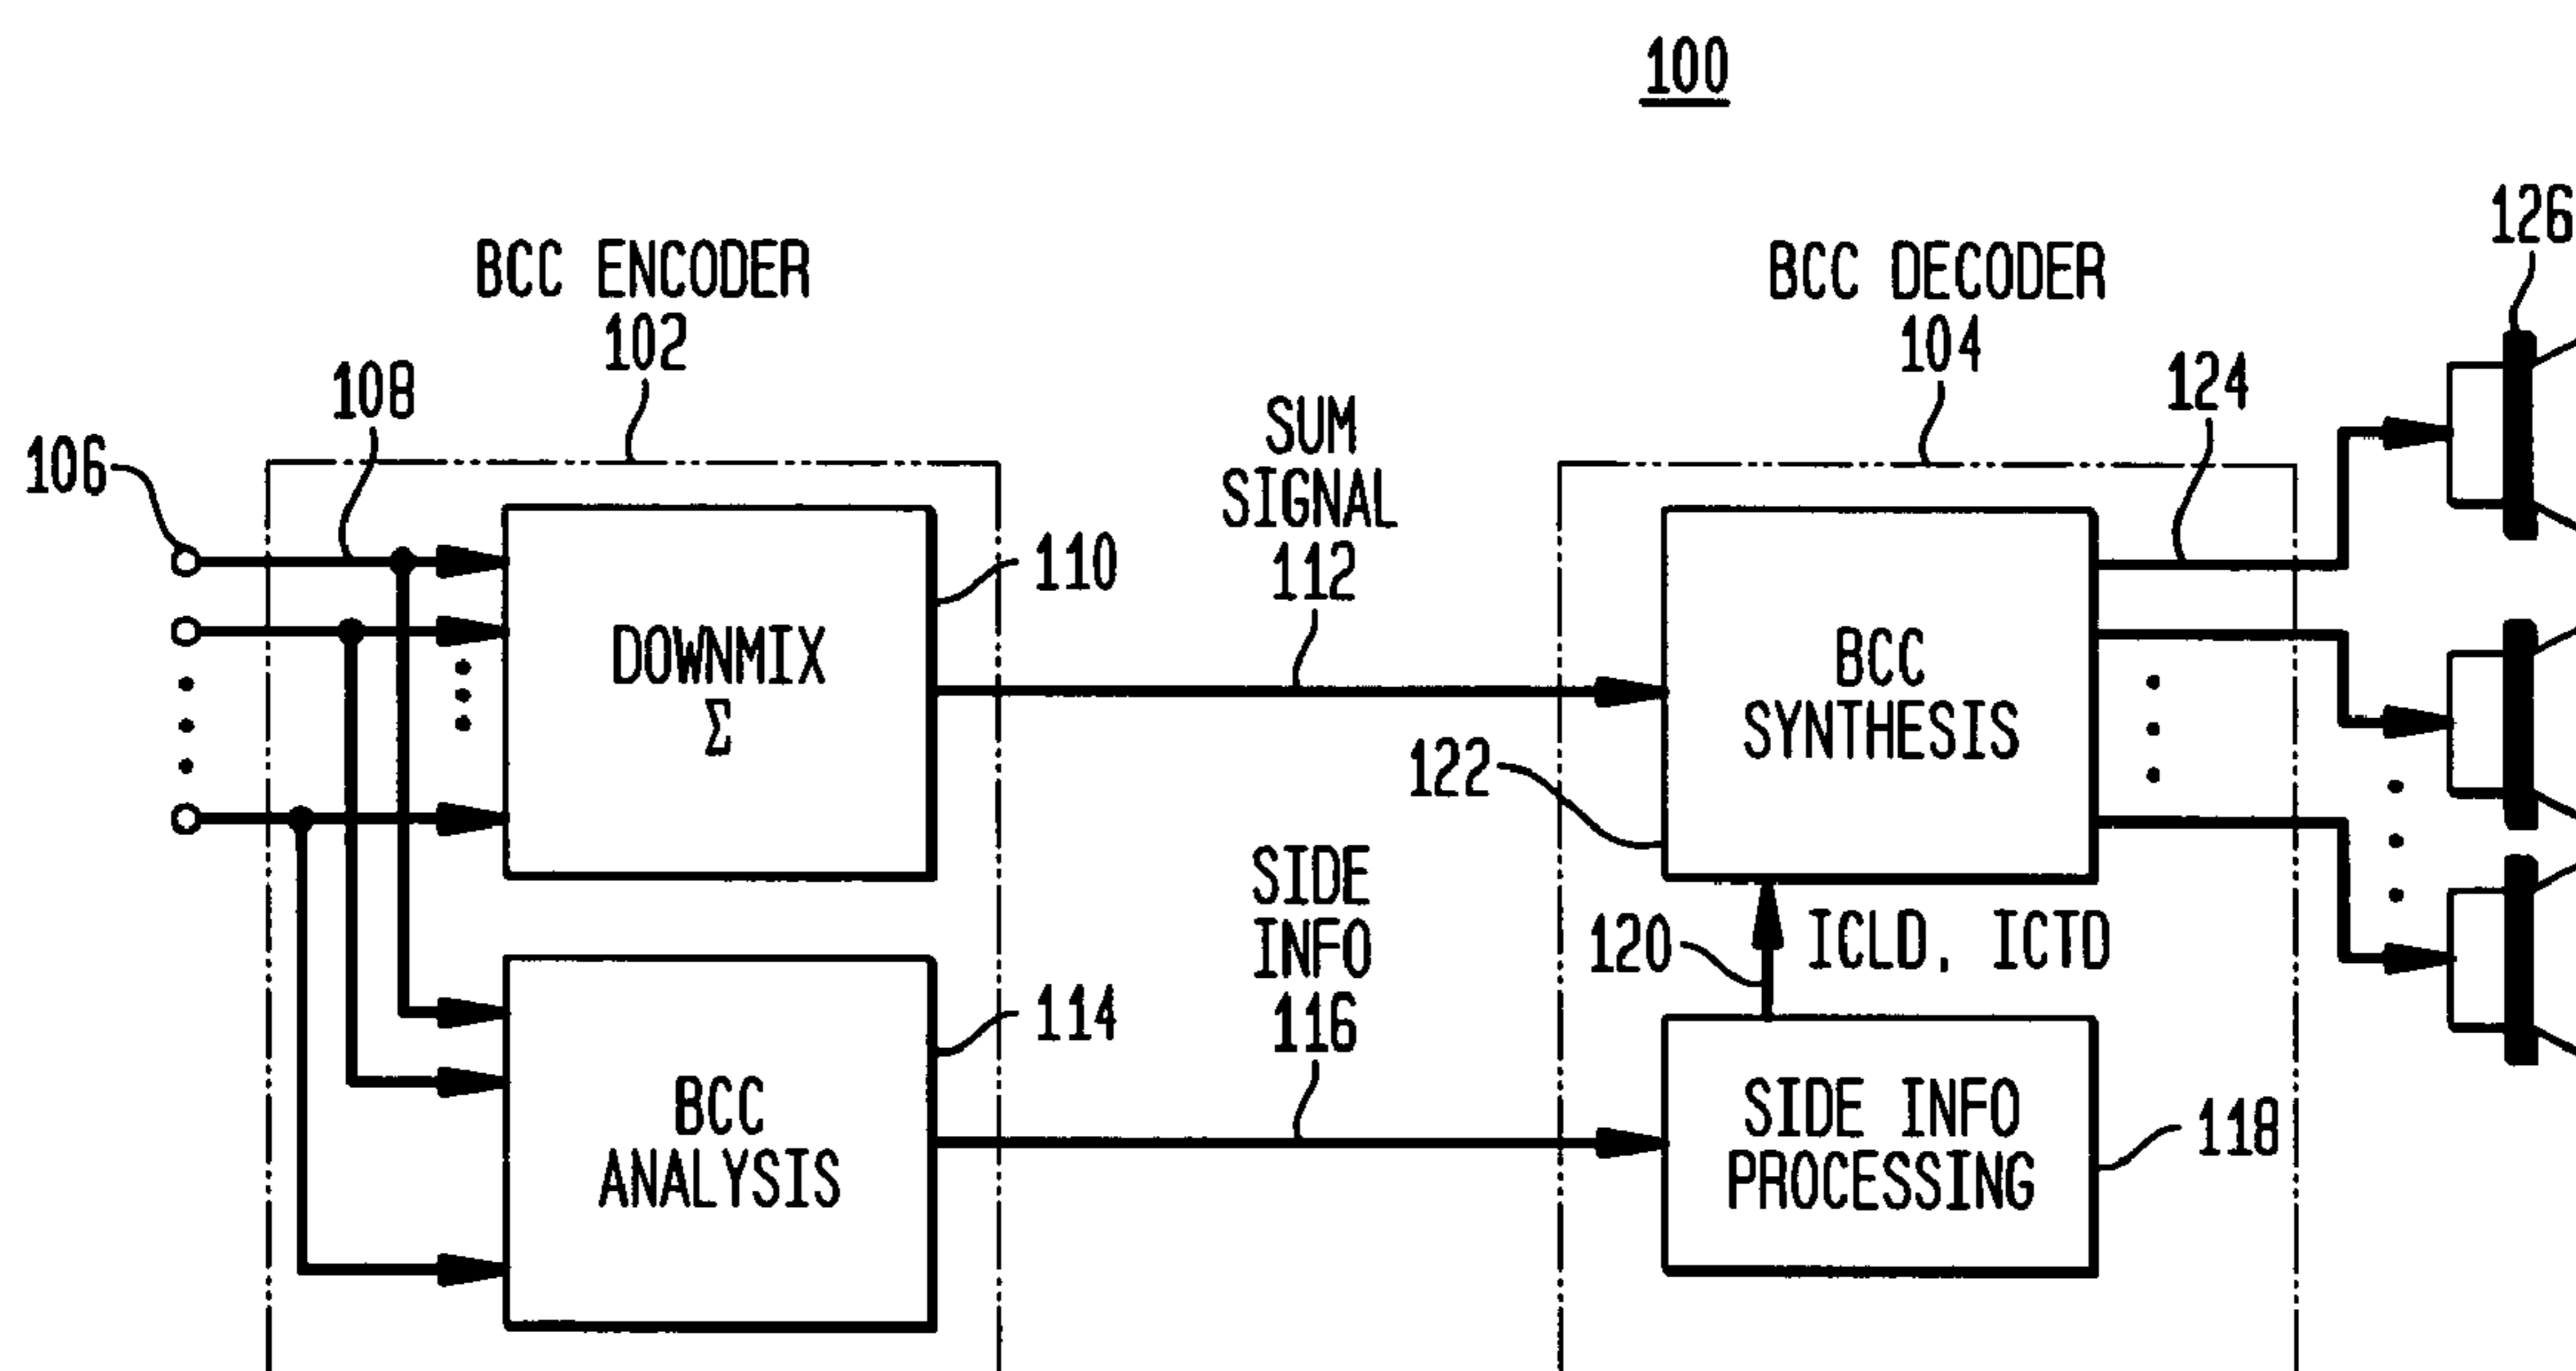 100
BCC ENCODER
102
BCC DECODER
104
126
108
124
106
SUM
SIGNAL
112
110
DOWNMIX
Σ
BCC
SYNTHESIS
122
SIDE
INFO
116
120
ICLD, ICTD
114
BCC
ANALYSIS
SIDE INFO
PROCESSING
118